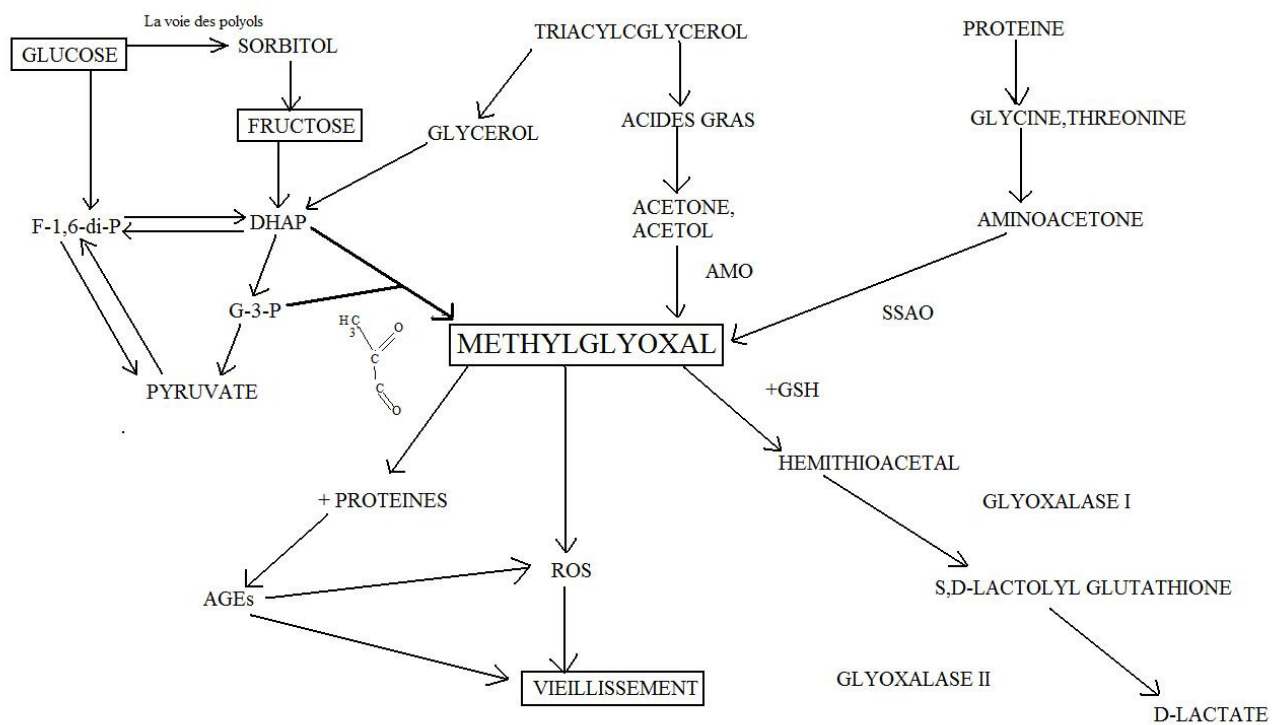 La voie des polyols
GLUCOSE
SORBITOL
TRIACYLCGLYCEROL
PROTEINE
FRUCTOSE
GLYCEROL
ACIDES GRAS
GLYCINE,THREONINE
F-1,6-di-P
DHAP
ACETONE,
ACETOL
AMINOACETONE
AMO
G-3-P
SSAO
H3C
O
C
C
O
METHYLGLYOXAL
PYRUVATE
+GSH
HEMITHIOACETAL
+ PROTEINES
GLYOXALASE I
ROS
AGEs
S,D-LACTOLYL GLUTATHIONE
VIEILLISSEMENT
GLYOXALASE II
D-LACTATE